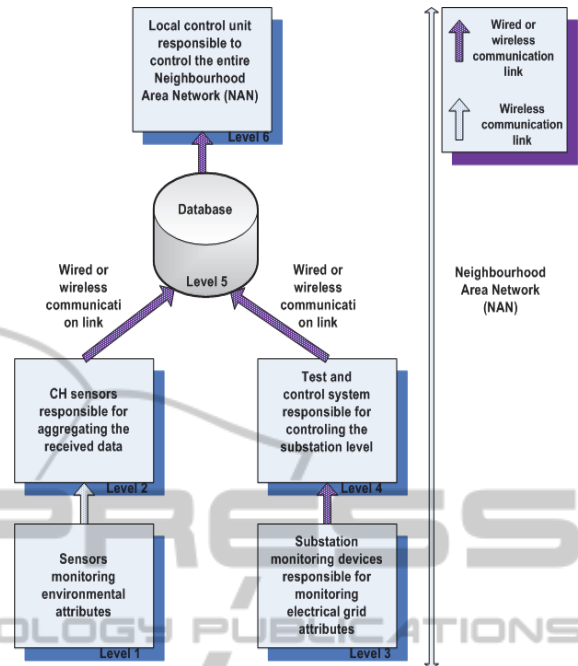 Local control unit
responsible to
control the entire
Neighbourhood
Area Network (NAN)
Level 6
Wired or
wireless
communication
link
Wireless
communication
link
Database
Level 5
Wired or
wireless
communicati
on link
Wired or
wireless
communicati
on link
Neighbourhood
Area Network
(NAN)
CH sensors
responsible for
aggregating the
received data
Level 2
Test and
control system
responsible for
controling the
substation level
Level 4
Sensors
monitoring
environmental
attributes
Level 1
Substation
monitoring devices
responsible for
monitoring
electrical grid
attributes
Level 3
PRESS
OLOGY PUBLICATIONS